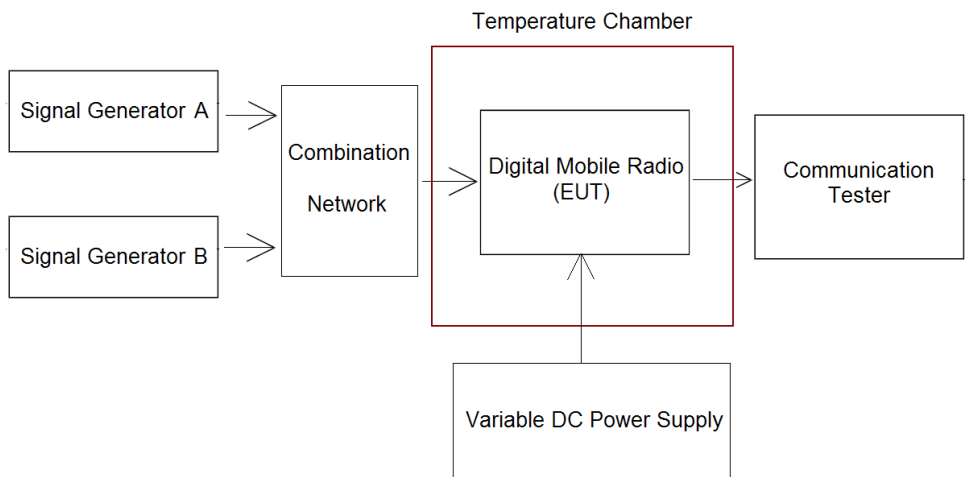 Temperature Chamber
Signal Generator A
Combination
Network
Digital Mobile Radio
(EUT)
Communication
Tester
Signal Generator B
Variable DC Power Supply